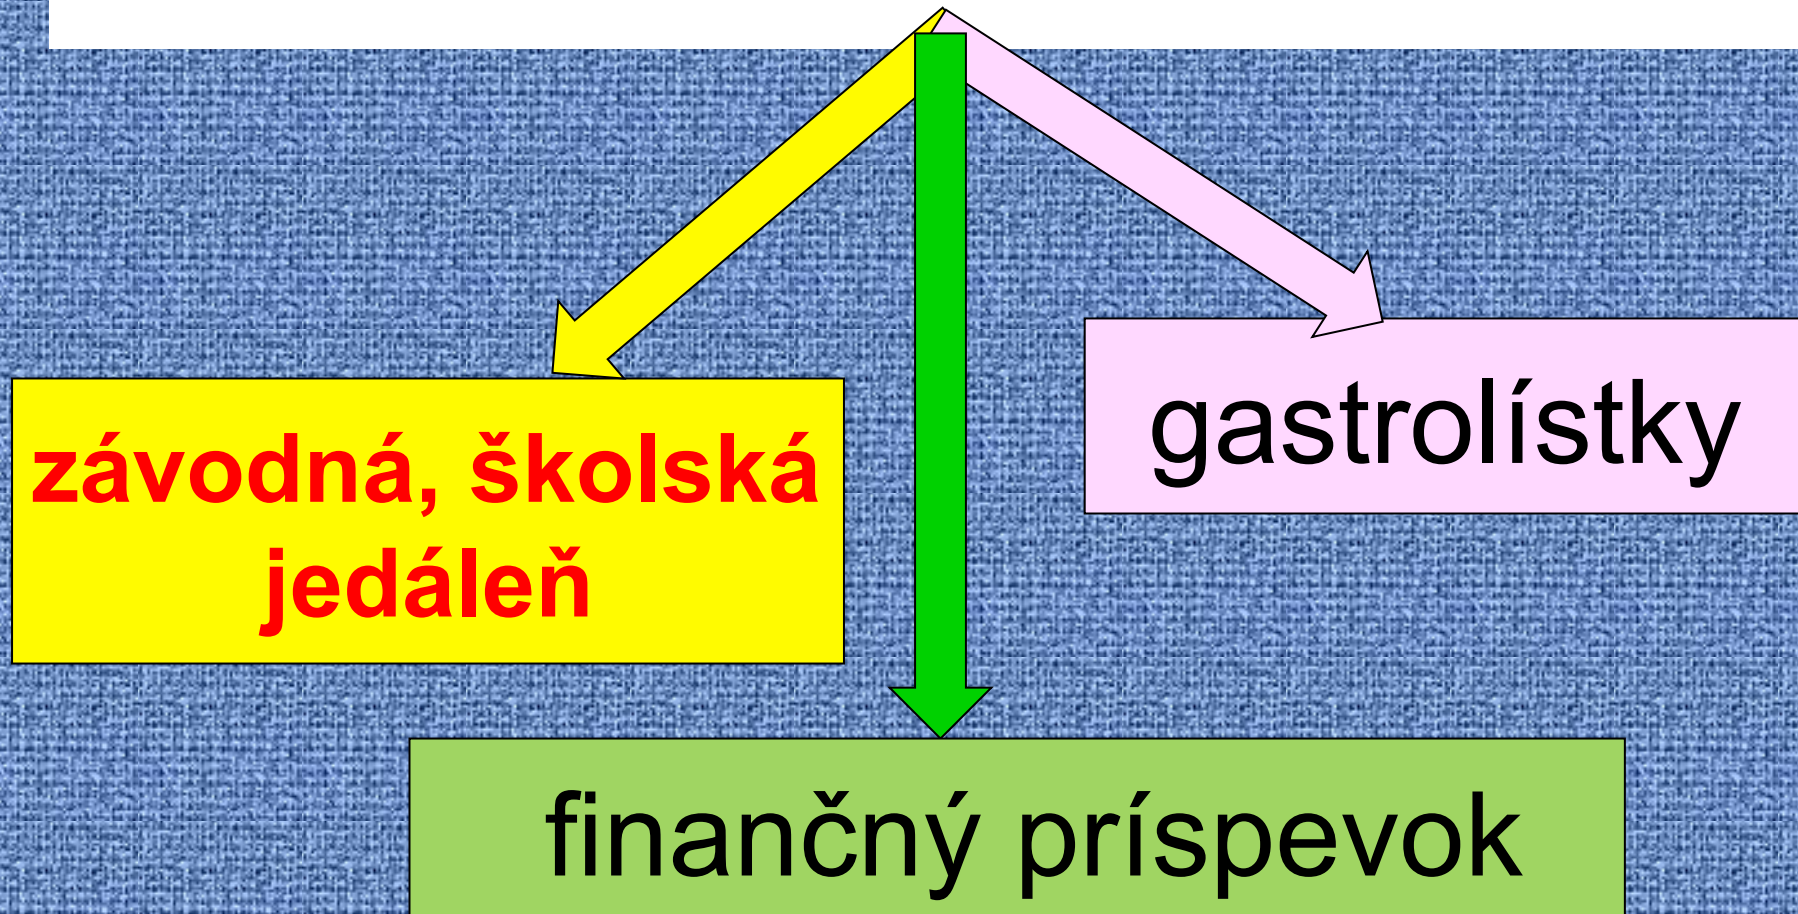 závodná, školská
jedáleň
gastrolístky
finančný príspevok